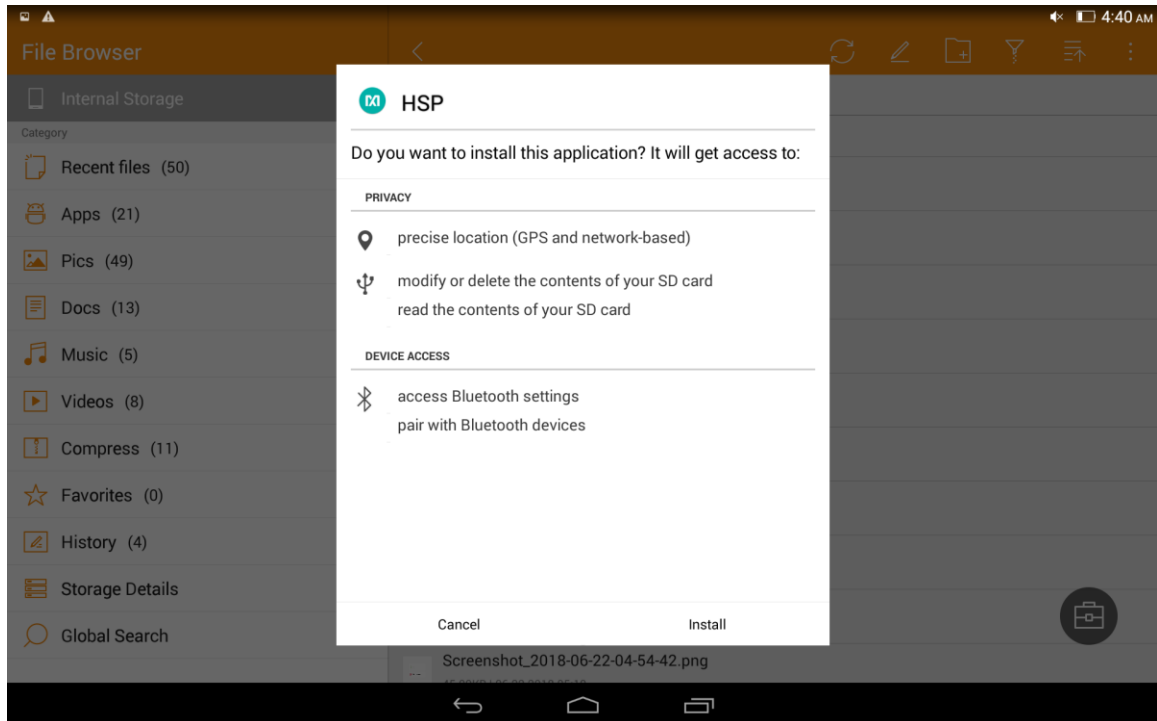 4:40 AM
File Browser
Internal Storage
Category
Recent files (50)
Apps (21)
Pics (49)
Docs (13)
Music (5)
Videos (8)
Compress (11)
Favorites (0)
History (4)
Storage Details
Global Search
HSP
Do you want to install this application? It will get access to:
PRIVACY
precise location (GPS and network-based)
modify or delete the contents of your SD card
read the contents of your SD card
DEVICE ACCESS
access Bluetooth settings
pair with Bluetooth devices
Cancel
Install
Screenshot_2018-06-22-04-54-42.png